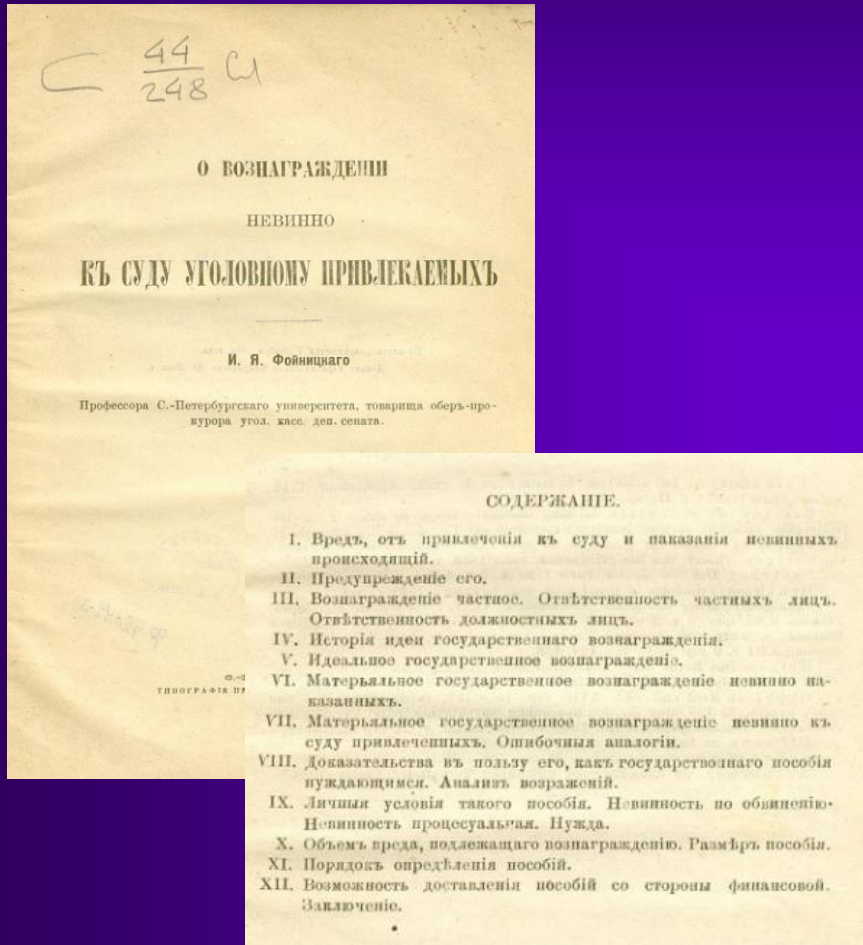 44
248
О ВОЗНАГРАЖДЕНІИ
НЕВИННО
КЪ СУДУ УГОЛОВНОМУ ПРИВЛЕКАЕМЫХЪ
И. Я. Фойницкаго
Профессора С.-Петербургскаго университета, товарища оберъ-про-
курора угол. касс. деп. сената.
ТИПОГРАФІЯ
СОДЕРЖАНІЕ.
I. Вредъ, отъ привлеченія къ суду и наказанія невинныхъ
происходящій.
II. Предупрежденіе его.
III. Вознагражденіе частное. Отвѣтственность частныхъ лицъ.
Отвѣтственность должностныхъ лицъ.
IV. Исторія идеи государственнаго вознагражденія.
V. Идеальное государственное вознагражденіе.
VI. Матерьяльное государственное вознагражденіе невинно на-
казанныхъ.
VII. Матерьяльное государственное вознагражденіе невинно къ
суду привлеченныхъ. Ошибочныя аналогіи.
VIII. Доказательства въ пользу его, какъ государственнаго пособія
нуждающимся. Анализъ возраженій.
IX. Личныя условія такого пособія. Невинность по обвиненію-
Невинность процесуальная. Нужда.
X. Объемъ вреда, подлежащаго вознагражденію. Размѣръ пособія.
XI. Порядокъ опредѣленія пособій.
XII. Возможность доставленія пособій со стороны финансовой.
Заключеніе.